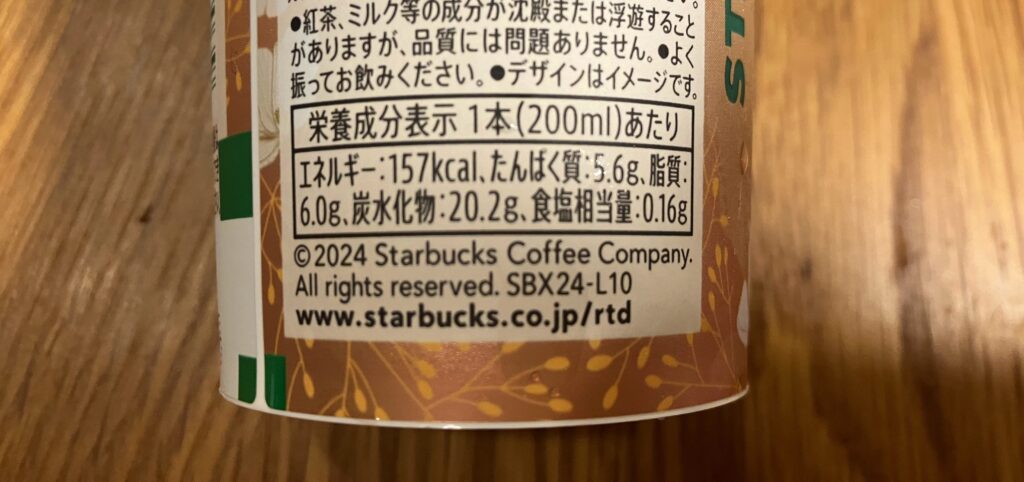 ●紅茶、ミルク等の成分が沈殿または浮遊すること
がありますが、品質には問題ありません。●よく
振ってお飲みください。●デザインはイメージです。
栄養成分表示 1本(200ml)あたり
エネルギー:157kcal、たんぱく質:5.6g、脂質:
6.0g、炭水化物:20.2g、食塩相当量:0.16g
©2024 Starbucks Coffee Company.
All rights reserved. SBX24-L10
www.starbucks.co.jp/rtd
ST